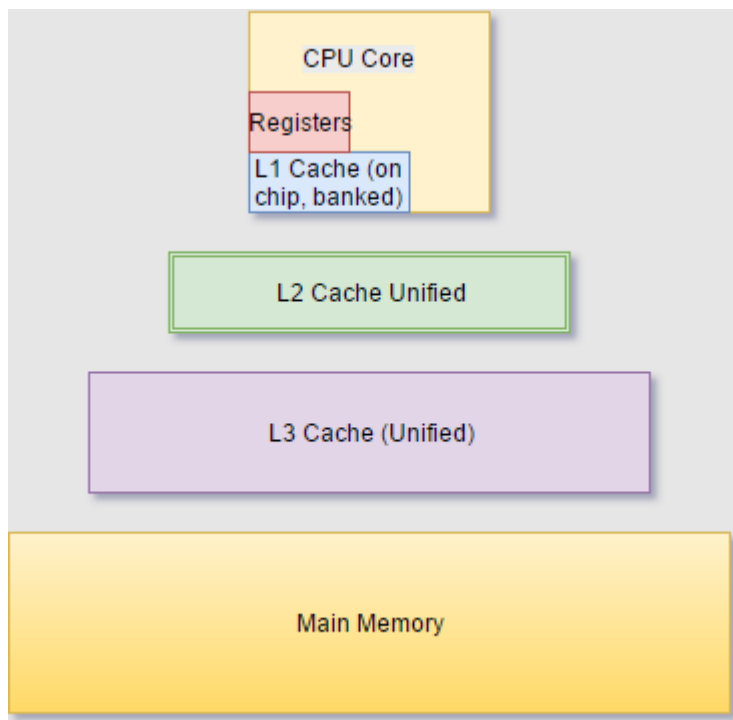 CPU Core
Registers
L1 Cache (on
chip, banked)
L2 Cache Unified
L3 Cache (Unified)
Main Memory